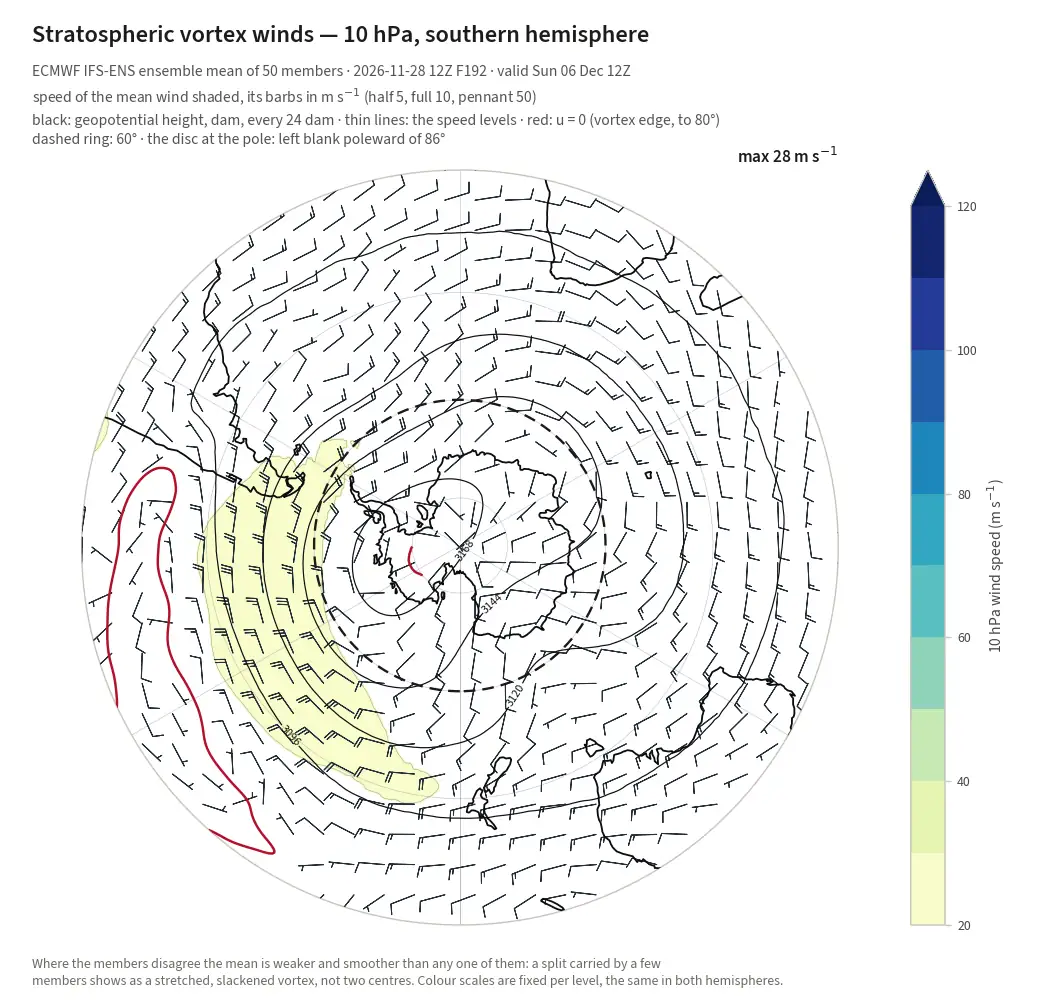 Stratospheric vortex winds — 10 hPa, southern hemisphere
ECMWF IFS-ENS ensemble mean of 50 members · 2026-11-28 12Z F192 · valid Sun 06 Dec 12Z
speed of the mean wind shaded, its barbs in m s⁻¹ (half 5, full 10, pennant 50)
black: geopotential height, dam, every 24 dam · thin lines: the speed levels · red: u = 0 (vortex edge, to 80°)
dashed ring: 60° · the disc at the pole: left blank poleward of 86°
max 28 m s⁻¹
120
100
80
60
40
20
10 hPa wind speed (m s⁻¹)
3168
3144
3120
3096
Where the members disagree the mean is weaker and smoother than any one of them: a split carried by a few
members shows as a stretched, slackened vortex, not two centres. Colour scales are fixed per level, the same in both hemispheres.